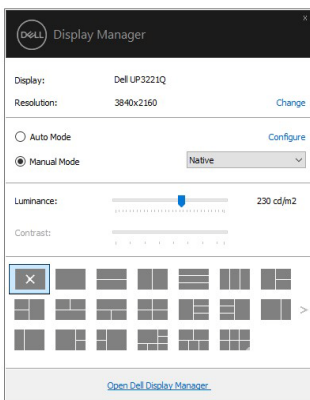 DELL Display Manager
Display: Dell UP3221Q
Resolution: 3840x2160 Change
Auto Mode Configure
Manual Mode Native
Luminance: 230 cd/m2
Contrast:
Open Dell Display Manager